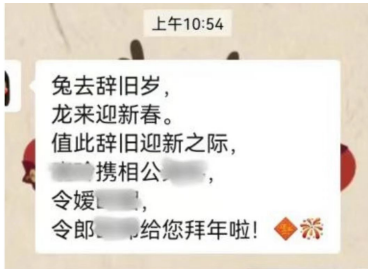 上午10:54
兔去辞旧岁，
龙来迎新春。
值此辞旧迎新之际，
携相公，
令嫒，
令郎给您拜年啦！